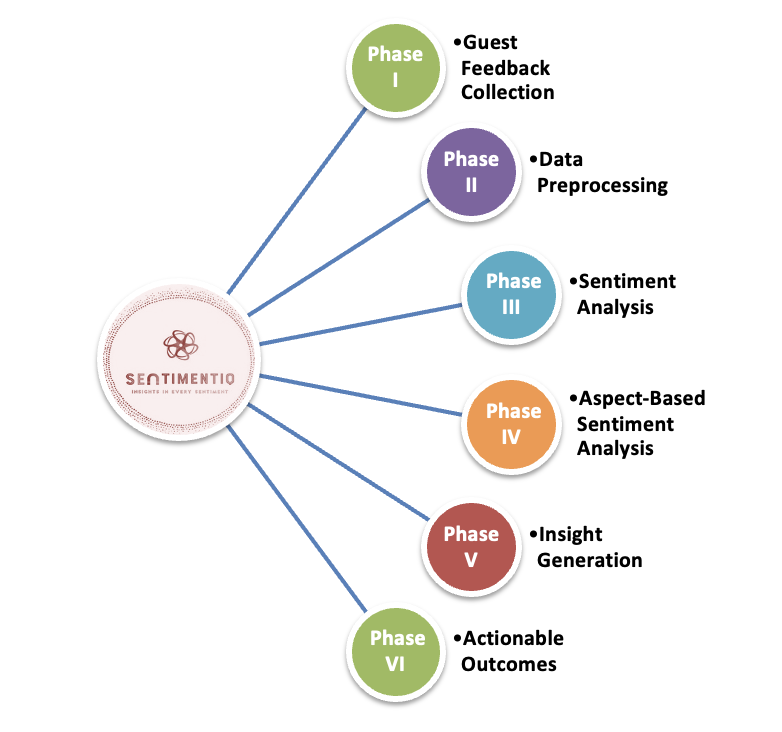 Phase
I
•Guest
Feedback
Collection
Phase
II
•Data
Preprocessing
Phase
III
•Sentiment
Analysis
SENTIMENTIQ
INSIGHTS IN EVERY SENTIMENT
Phase
IV
•Aspect-Based
Sentiment
Analysis
Phase
V
•Insight
Generation
Phase
VI
•Actionable
Outcomes